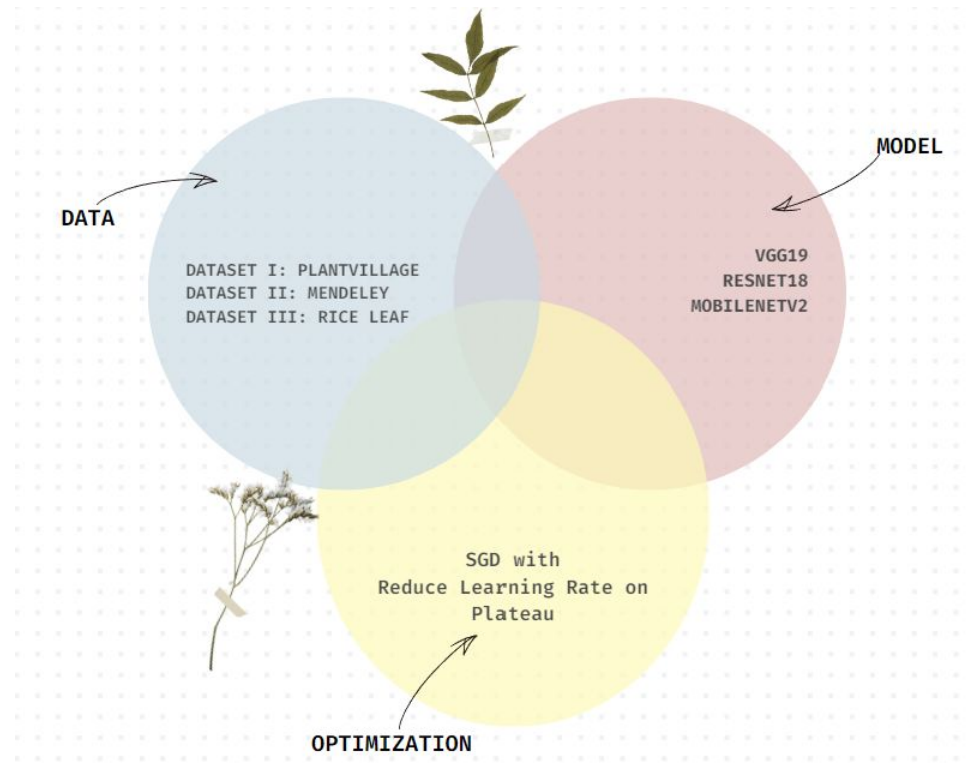 MODEL
DATA
DATASET I: PLANTVILLAGE
DATASET II: MENDELEY
DATASET III: RICE LEAF
VGG19
RESNET18
MOBILENETV2
SGD with
Reduce Learning Rate on
Plateau
OPTIMIZATION